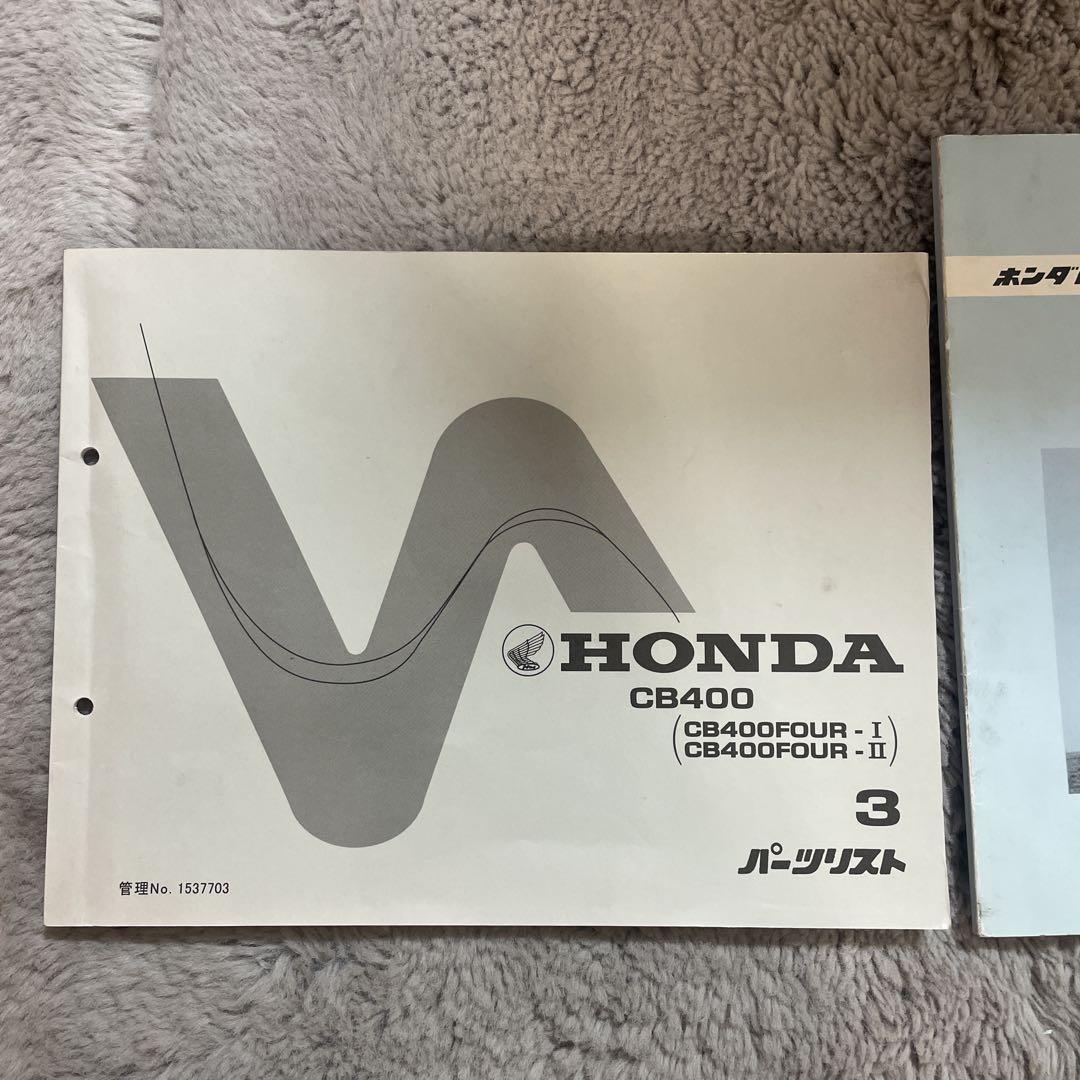 HONDA
CB400
(CB400FOUR - I
CB400FOUR - II)
3
パーツリスト
管理No. 1537703
ホンダ